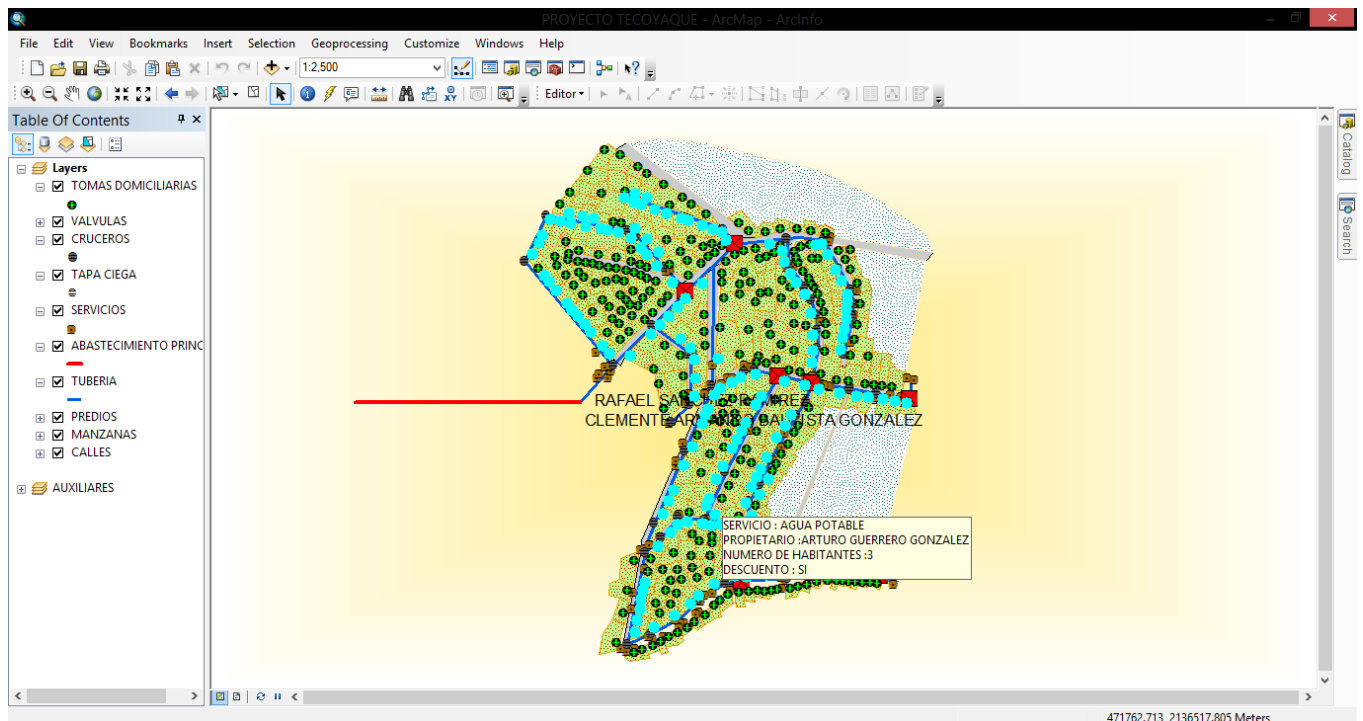 PROYECTO TECOYAQUE - ArcMap - ArcInfo
File Edit View Bookmarks Insert Selection Geoprocessing Customize Windows Help
1:2,500
Editor
Table Of Contents
Layers
TOMAS DOMICILIARIAS
VALVULAS
CRUCEROS
TAPA CIEGA
SERVICIOS
ABASTECIMIENTO PRINC
TUBERIA
PREDIOS
MANZANAS
CALLES
AUXILIARES
RAFAEL
CLEMENTE GONZALEZ
SERVICIO : AGUA POTABLE
PROPIETARIO :ARTURO GUERRERO GONZALEZ
NUMERO DE HABITANTES :3
DESCUENTO : SI
Catalog
Search
471762.713 2136517.805 Meters